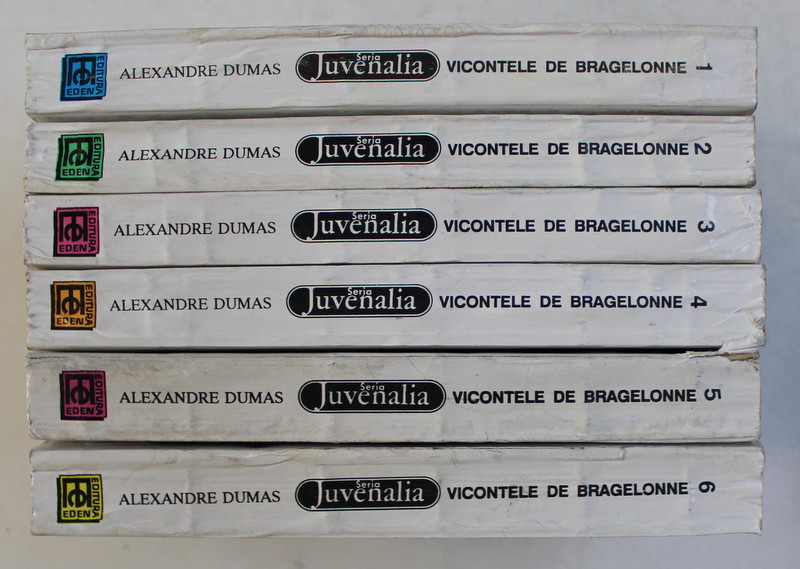 EDITURA EDEN ALEXANDRE DUMAS Seria Juvenalia VICONTELE DE BRAGELONNE 1
EDITURA EDEN ALEXANDRE DUMAS Seria Juvenalia VICONTELE DE BRAGELONNE 2
EDITURA EDEN ALEXANDRE DUMAS Seria Juvenalia VICONTELE DE BRAGELONNE 3
EDITURA EDEN ALEXANDRE DUMAS Seria Juvenalia VICONTELE DE BRAGELONNE 4
EDITURA EDEN ALEXANDRE DUMAS Seria Juvenalia VICONTELE DE BRAGELONNE 5
EDITURA EDEN ALEXANDRE DUMAS Seria Juvenalia VICONTELE DE BRAGELONNE 6